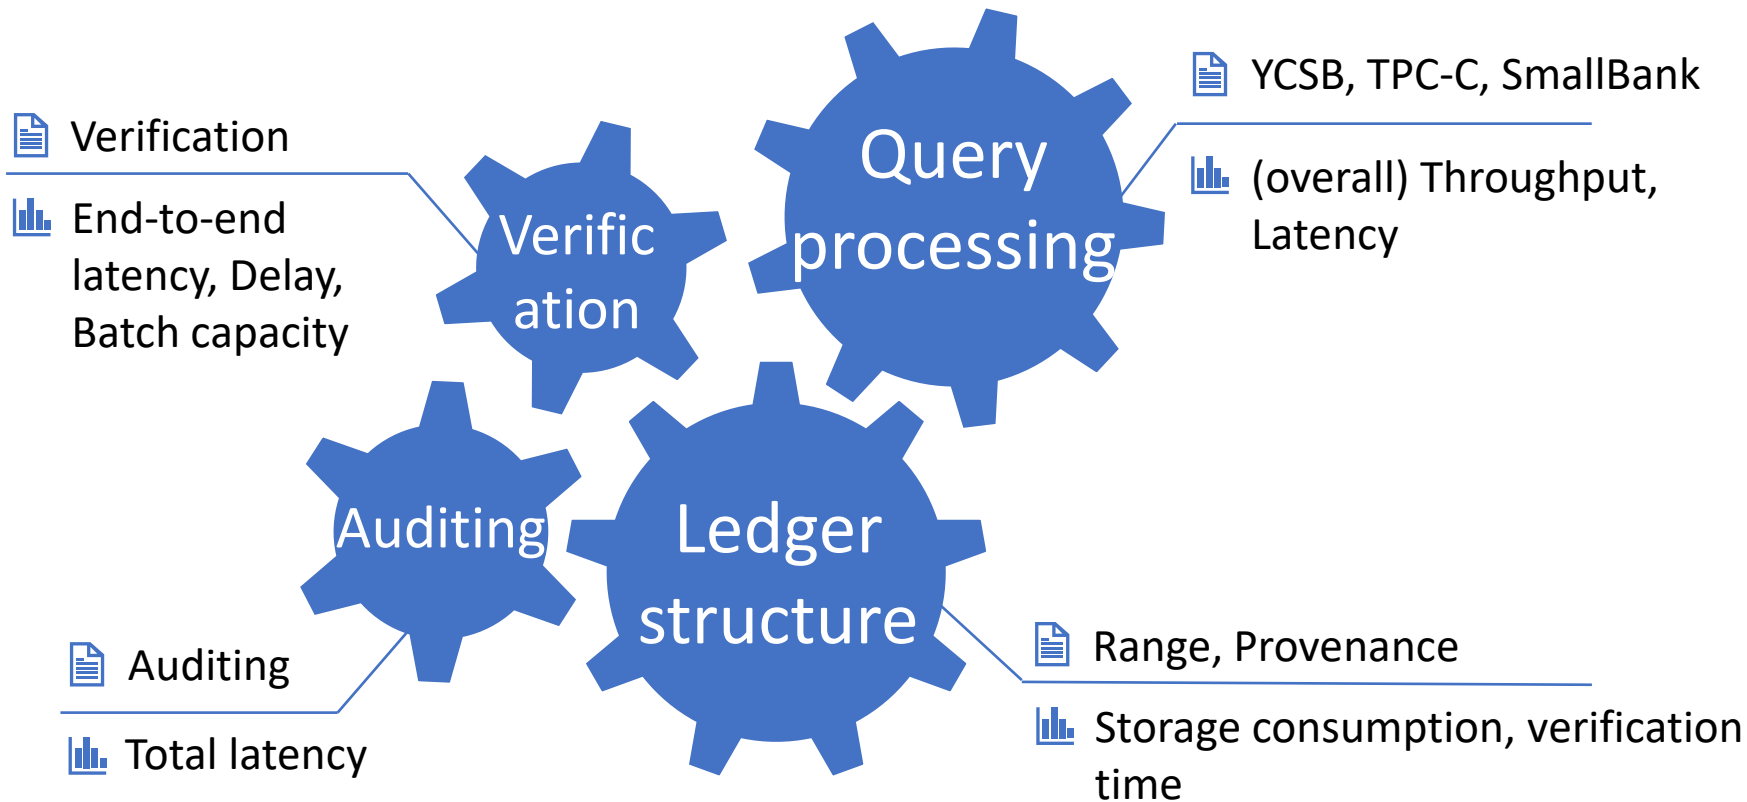 YCSB, TPC-C, SmallBank
(overall) Throughput,
Latency
Query
processing
Verification
End-to-end
latency, Delay,
Batch capacity
Verific
ation
Auditing
Ledger
structure
Auditing
Total latency
Range, Provenance
Storage consumption, verification
time